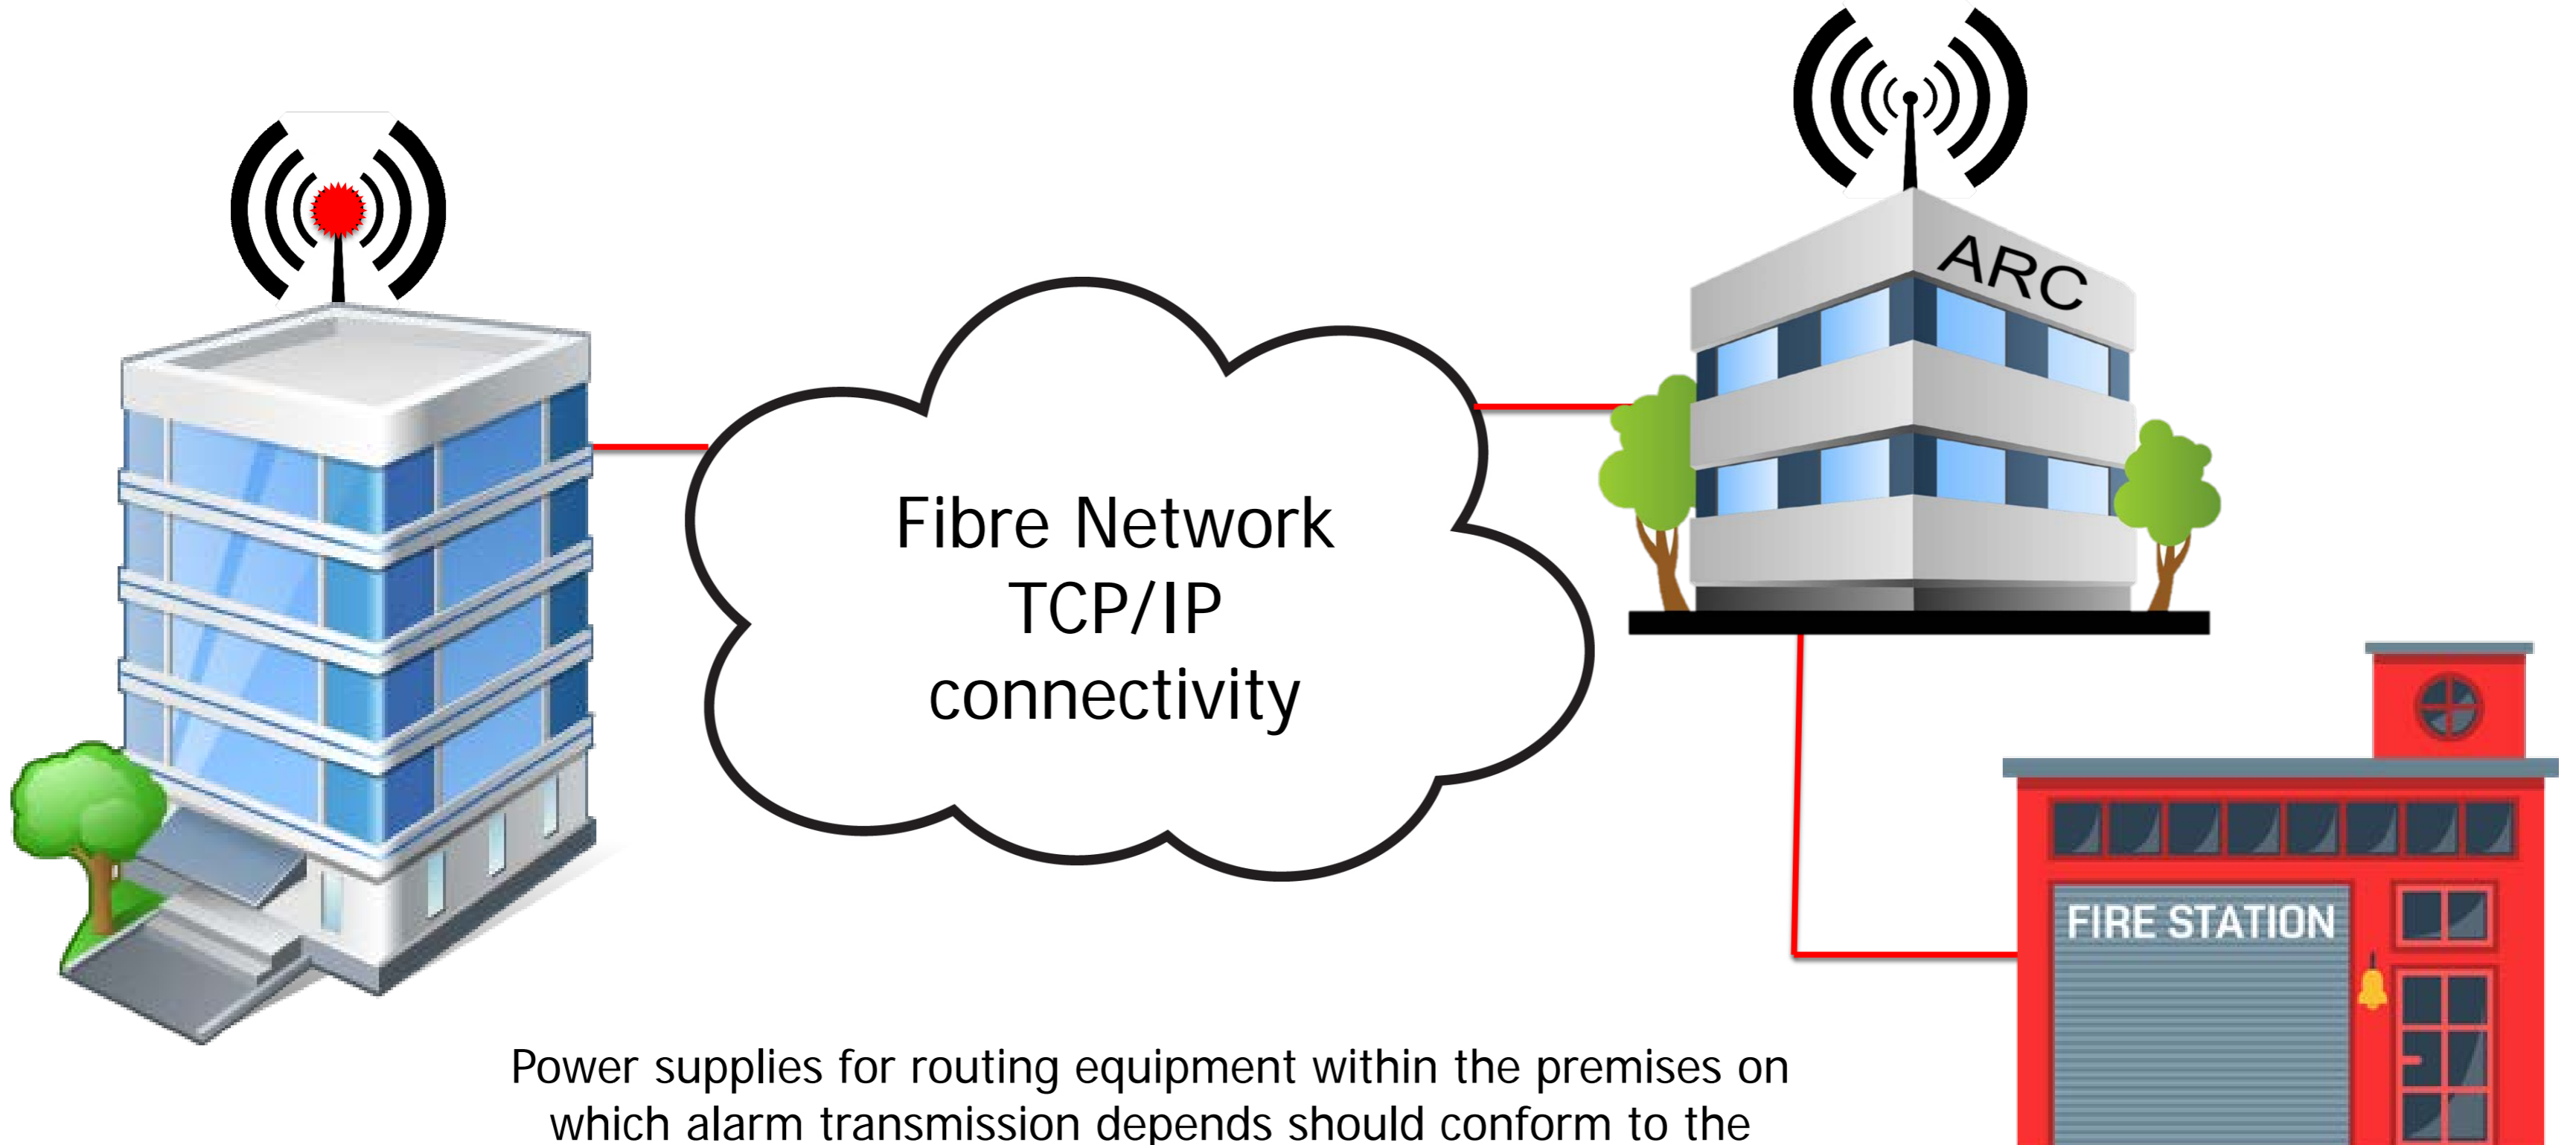 ARC
Fibre Network
TCP/IP
connectivity
FIRE STATION
Power supplies for routing equipment within the premises on
which alarm transmission depends should conform to the